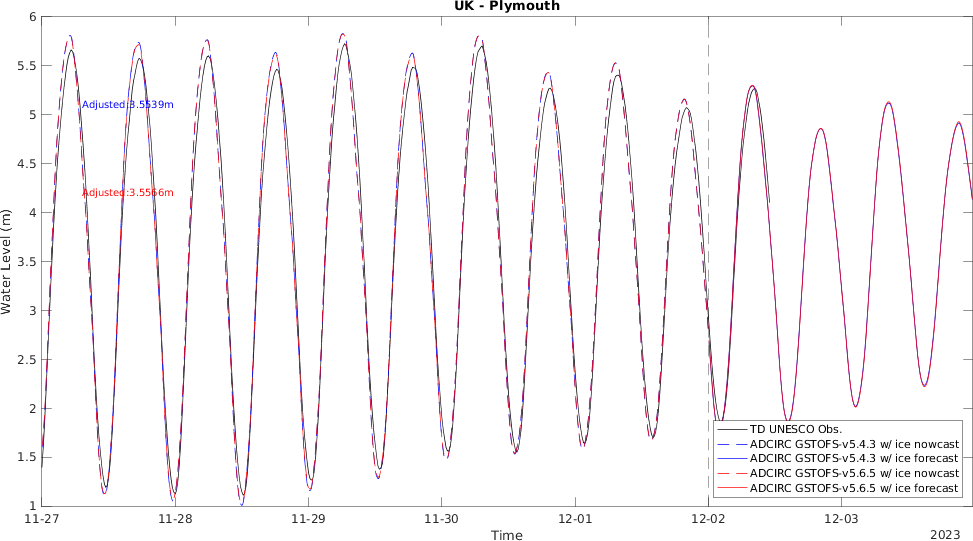 UK - Plymouth
6
5.5
5
4.5
4
3.5
3
2.5
2
1.5
1
Water Level (m)
Adjusted:3.5539m
Adjusted:3.5566m
TD UNESCO Obs.
ADCIRC GSTOFS-v5.4.3 w/ ice nowcast
ADCIRC GSTOFS-v5.4.3 w/ ice forecast
ADCIRC GSTOFS-v5.6.5 w/ ice nowcast
ADCIRC GSTOFS-v5.6.5 w/ ice forecast
11-27 11-28 11-29 11-30 12-01 12-02 12-03
Time
2023